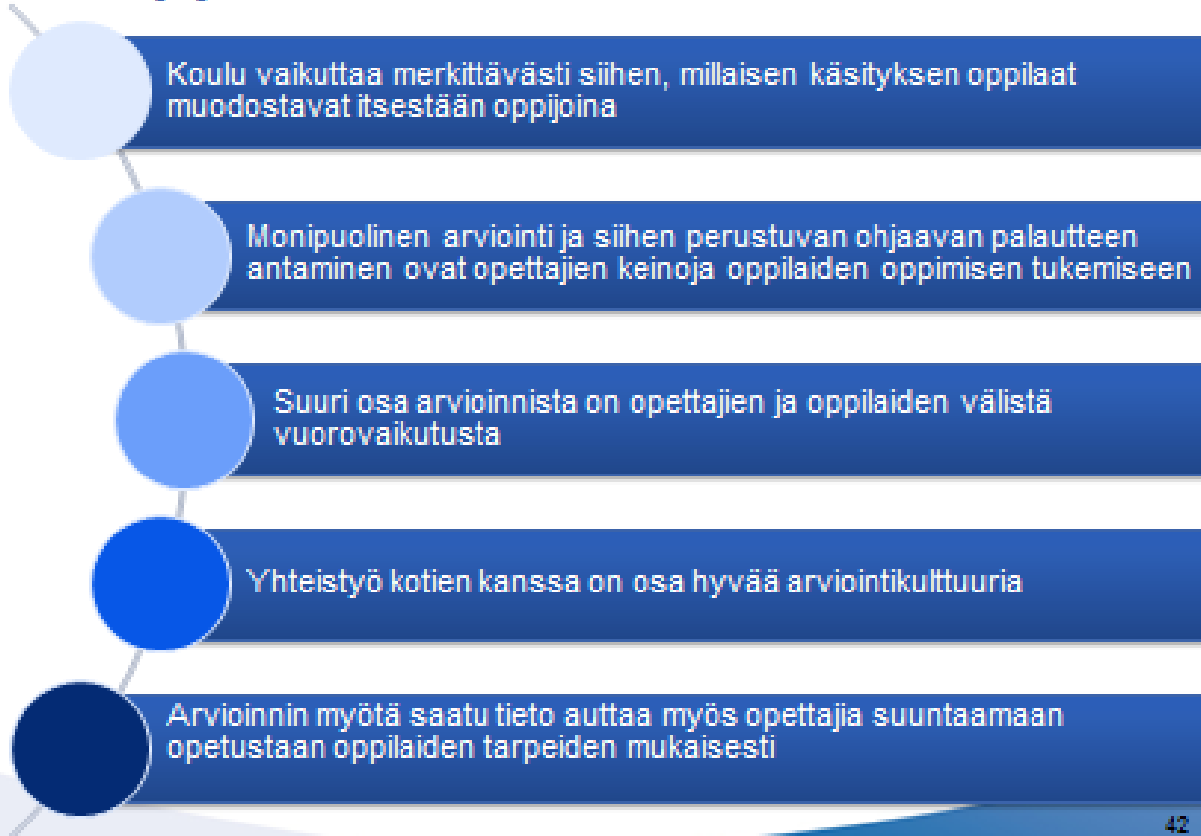 Koulu vaikuttaa merkittävästi siihen, millaisen käsityksen oppilaat
muodostavat itsestään oppijoina
Monipuolinen arviointi ja siihen perustuvan ohjaavan palautteen
antaminen ovat opettajien keinoja oppilaiden oppimisen tukemiseen
Suuri osa arvioinnista on opettajien ja oppilaiden välistä
vuorovaikutusta
Yhteistyö kotien kanssa on osa hyvää arviointikulttuuria
Arvioinnin myötä saatu tieto auttaa myös opettajia suuntaamaan
opetustaan oppilaiden tarpeiden mukaisesti
42